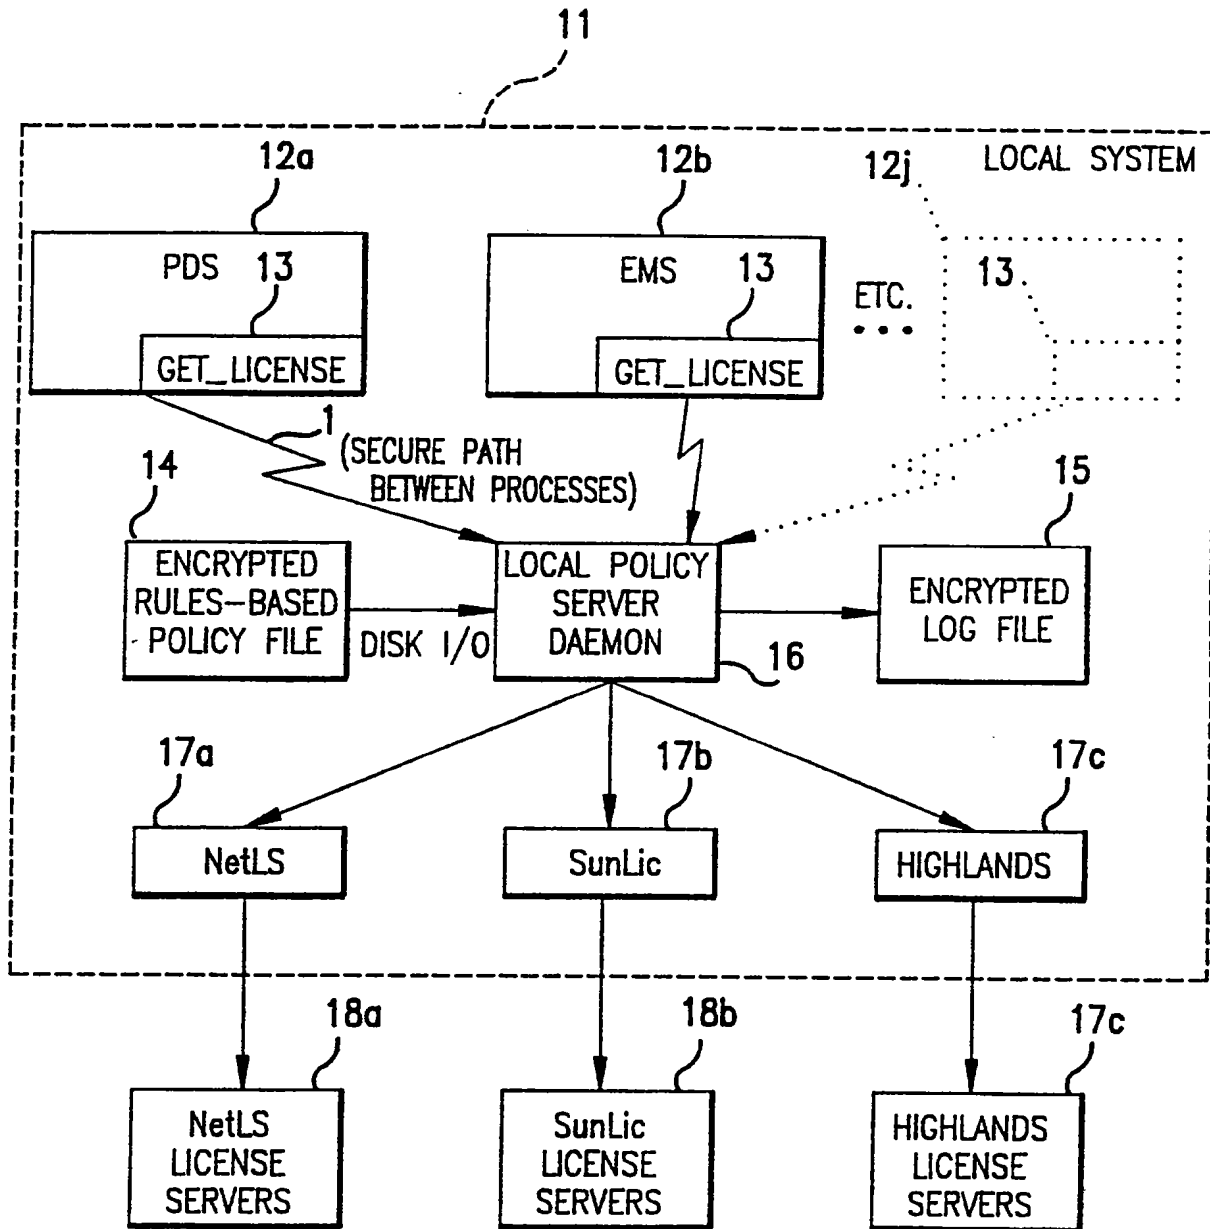 11
12a
12b
12j
LOCAL SYSTEM
PDS
13
EMS
13
13
ETC.
GET_LICENSE
GET_LICENSE
1
(SECURE PATH
BETWEEN PROCESSES)
14
15
ENCRYPTED
RULES-BASED
POLICY FILE
DISK I/O
LOCAL POLICY
SERVER
DAEMON
16
ENCRYPTED
LOG FILE
17a
17b
17c
NetLS
SunLic
HIGHLANDS
18a
18b
17c
NetLS
LICENSE
SERVERS
SunLic
LICENSE
SERVERS
HIGHLANDS
LICENSE
SERVERS